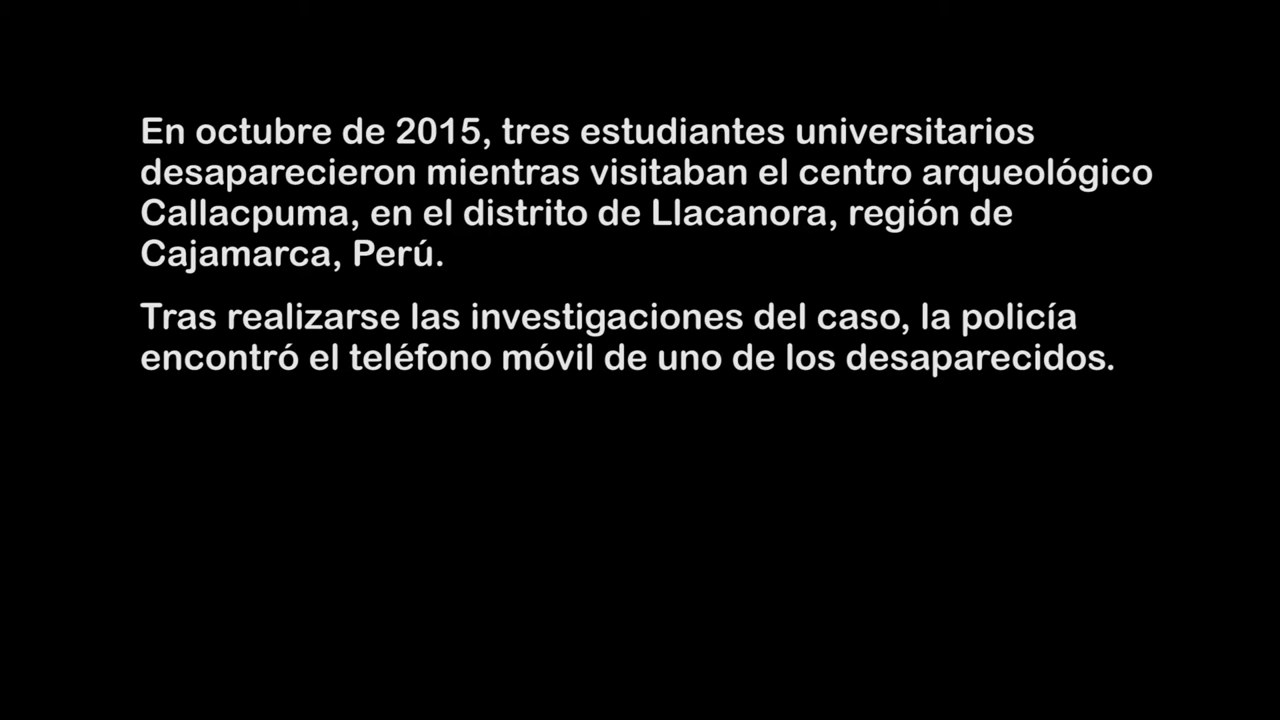 En octubre de 2015, tres estudiantes universitarios
desaparecieron mientras visitaban el centro arqueológico
Callacpuma, en el distrito de Llacanora, región de
Cajamarca, Perú.
Tras realizarse las investigaciones del caso, la policía
encontró el teléfono móvil de uno de los desaparecidos.